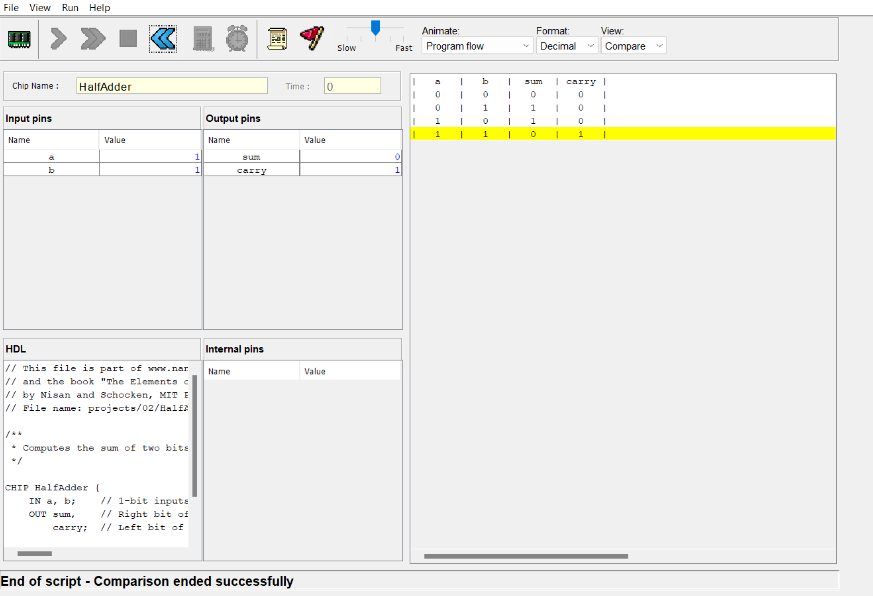 File View Run Help
Animate: Format: View:
Slow Fast Program flow Decimal Compare
Chip Name : HalfAdder Time : 0
Input pins
Name Value
a 1
b 1
Output pins
Name Value
sum 0
carry 1
| a | b | sum | carry |
| 0 | 0 | 0 | 0 |
| 0 | 1 | 1 | 0 |
| 1 | 0 | 1 | 0 |
| 1 | 1 | 0 | 1 |
HDL
// This file is part of www.nan
// and the book "The Elements o
// by Nisan and Schocken, MIT P
// File name: projects/02/HalfA
/**
* Computes the sum of two bits
*/
CHIP HalfAdder {
IN a, b; // 1-bit inputs
OUT sum, // Right bit of
carry; // Left bit of
Internal pins
Name Value
End of script - Comparison ended successfully